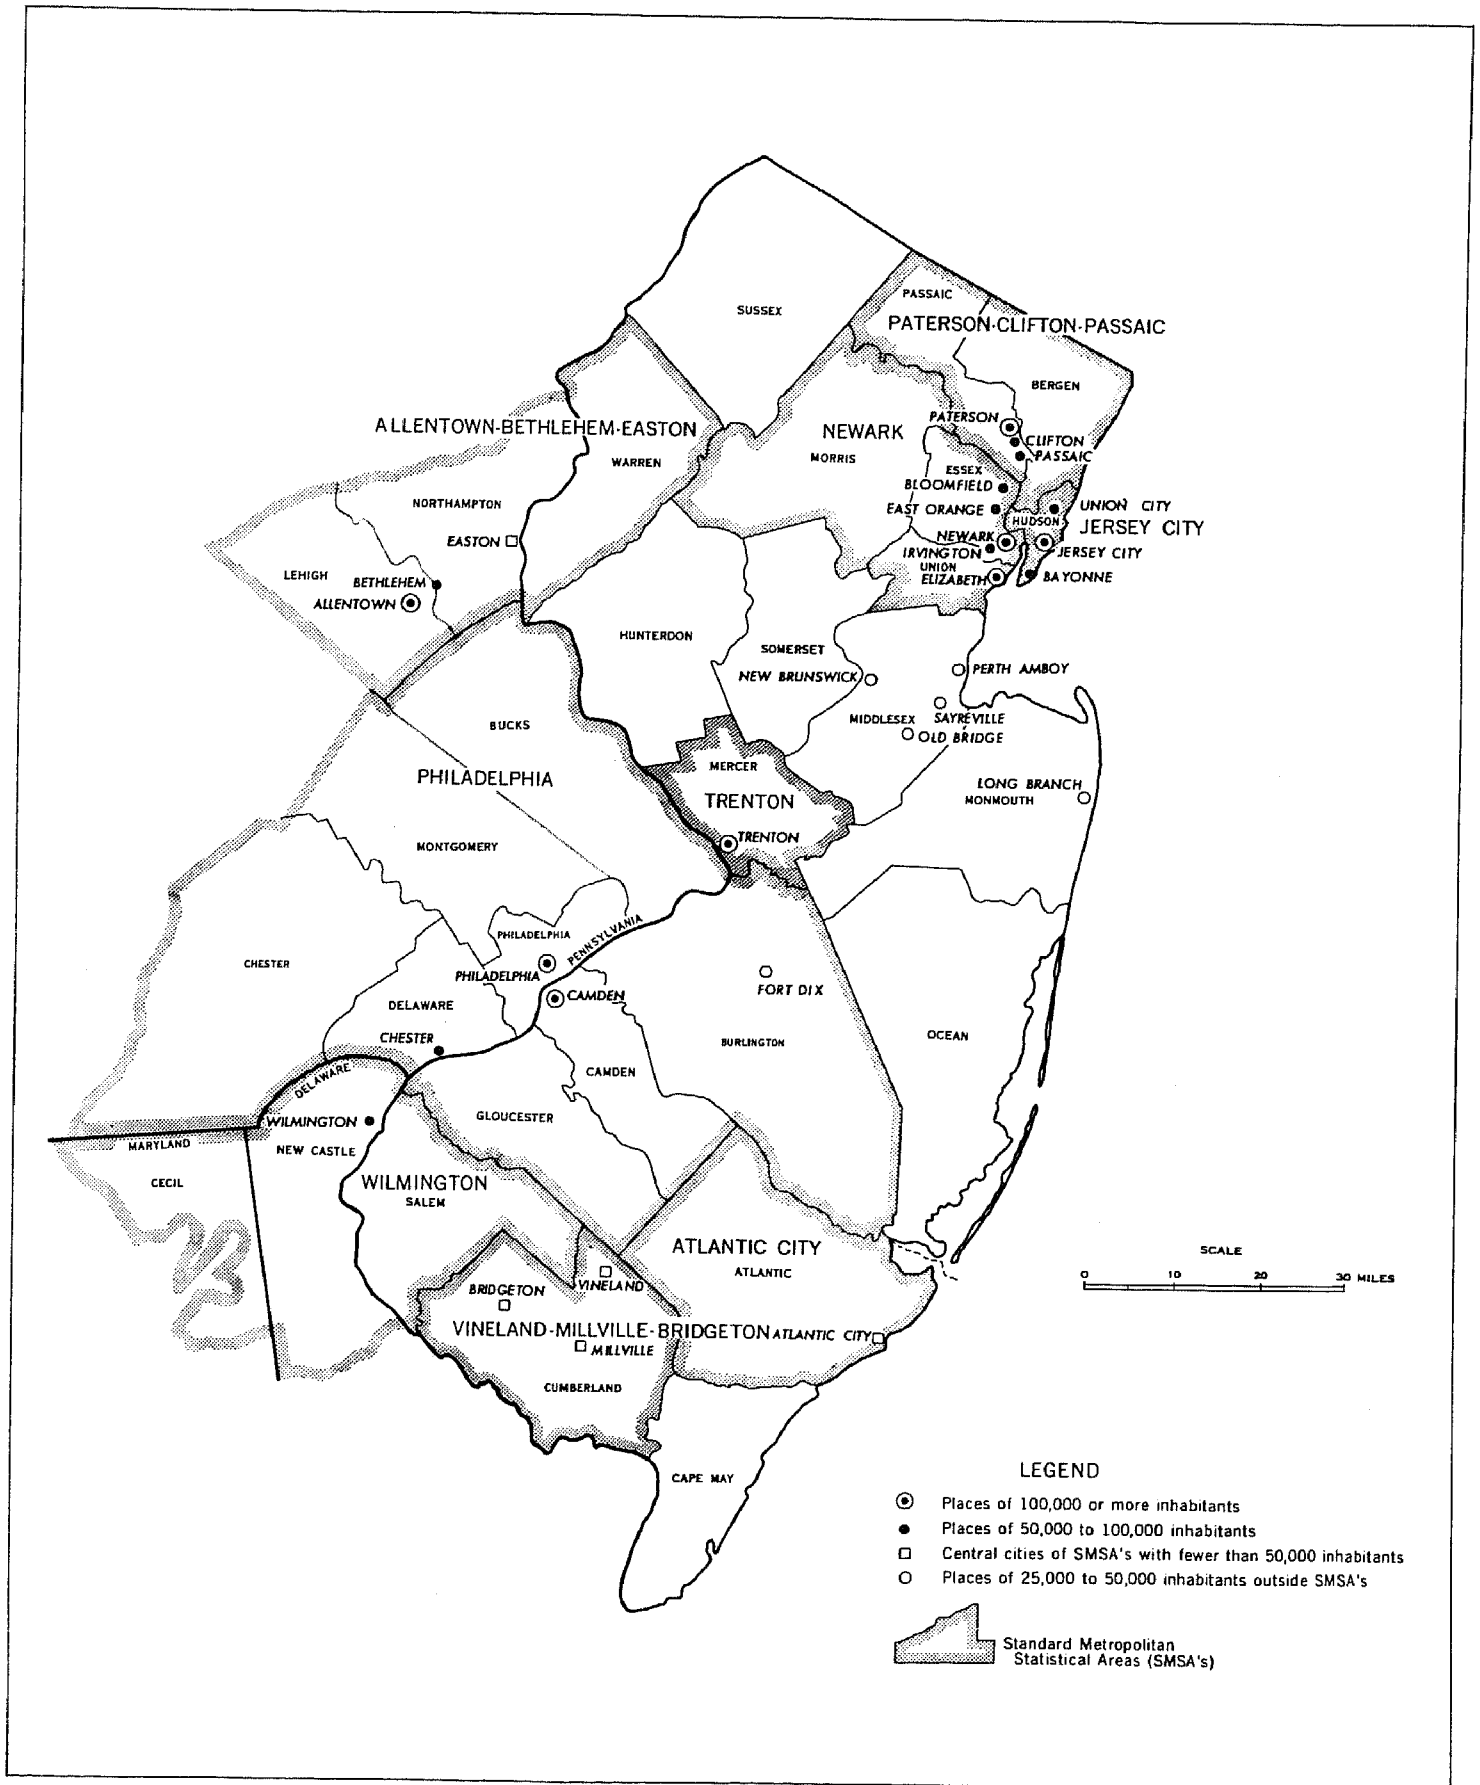 SUSSEX
PASSAIC
PATERSON-CLIFTON-PASSAIC
BERGEN
PATERSON
CLIFTON
PASSAIC
ALLENTOWN-BETHLEHEM-EASTON
NEWARK
MORRIS
WARREN
ESSEX
BLOOMFIELD
NORTHAMPTON
EAST ORANGE
UNION CITY
HUDSON
JERSEY CITY
EASTON
NEWARK
JERSEY CITY
IRVINGTON
UNION
ELIZABETH
BAYONNE
LEHIGH
BETHLEHEM
ALLENTOWN
HUNTERDON
SOMERSET
NEW BRUNSWICK
PERTH AMBOY
MIDDLESEX
SAYREVILLE
OLD BRIDGE
BUCKS
MERCER
PHILADELPHIA
TRENTON
LONG BRANCH
MONMOUTH
TRENTON
MONTGOMERY
PHILADELPHIA
PENNSYLVANIA
CHESTER
PHILADELPHIA
CAMDEN
FORT DIX
DELAWARE
CHESTER
BURLINGTON
OCEAN
CAMDEN
DELAWARE
GLOUCESTER
WILMINGTON
MARYLAND
NEW CASTLE
CECIL
WILMINGTON
SALEM
ATLANTIC CITY
ATLANTIC
SCALE
0 10 20 30 MILES
BRIDGETON
VINELAND
VINELAND-MILLVILLE-BRIDGETON
ATLANTIC CITY
MILLVILLE
CUMBERLAND
CAPE MAY
LEGEND
Places of 100,000 or more inhabitants
Places of 50,000 to 100,000 inhabitants
Central cities of SMSA's with fewer than 50,000 inhabitants
Places of 25,000 to 50,000 inhabitants outside SMSA's
Standard Metropolitan
Statistical Areas (SMSA's)